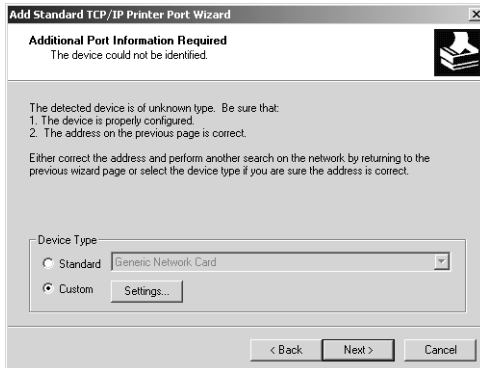 Add Standard TCP/IP Printer Port Wizard
Additional Port Information Required
The device could not be identified.
The detected device is of unknown type. Be sure that:
1. The device is properly configured.
2. The address on the previous page is correct.
Either correct the address and perform another search on the network by returning to the
previous wizard page or select the device type if you are sure the address is correct.
Device Type
Standard Generic Network Card
Custom Settings...
< Back Next > Cancel